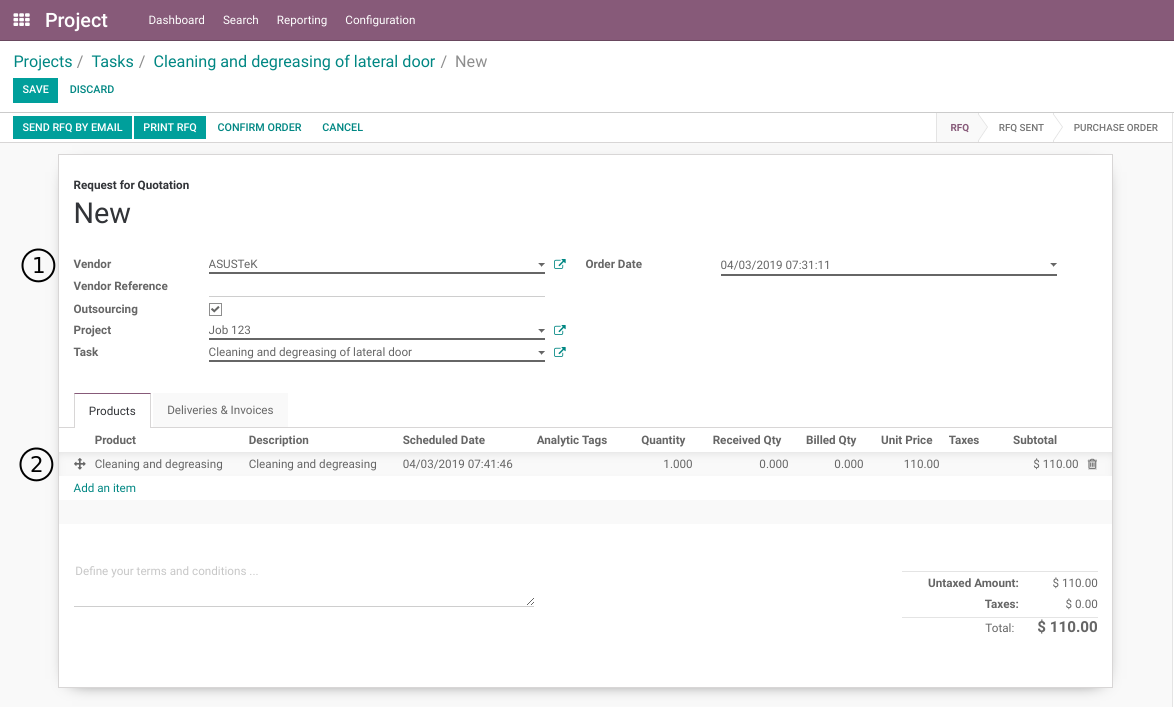 Project Dashboard Search Reporting Configuration
Projects / Tasks / Cleaning and degreasing of lateral door / New
SAVE DISCARD
SEND RFQ BY EMAIL PRINT RFQ CONFIRM ORDER CANCEL RFQ RFQ SENT PURCHASE ORDER
Request for Quotation
New
1 Vendor ASUSTeK Order Date 04/03/2019 07:31:11
Vendor Reference
Outsourcing
Project Job 123
Task Cleaning and degreasing of lateral door
Products Deliveries & Invoices
Product Description Scheduled Date Analytic Tags Quantity Received Qty Billed Qty Unit Price Taxes Subtotal
2 Cleaning and degreasing Cleaning and degreasing 04/03/2019 07:41:46 1.000 0.000 0.000 110.00 $ 110.00
Add an item
Define your terms and conditions ...
Untaxed Amount: $ 110.00
Taxes: $ 0.00
Total: $ 110.00